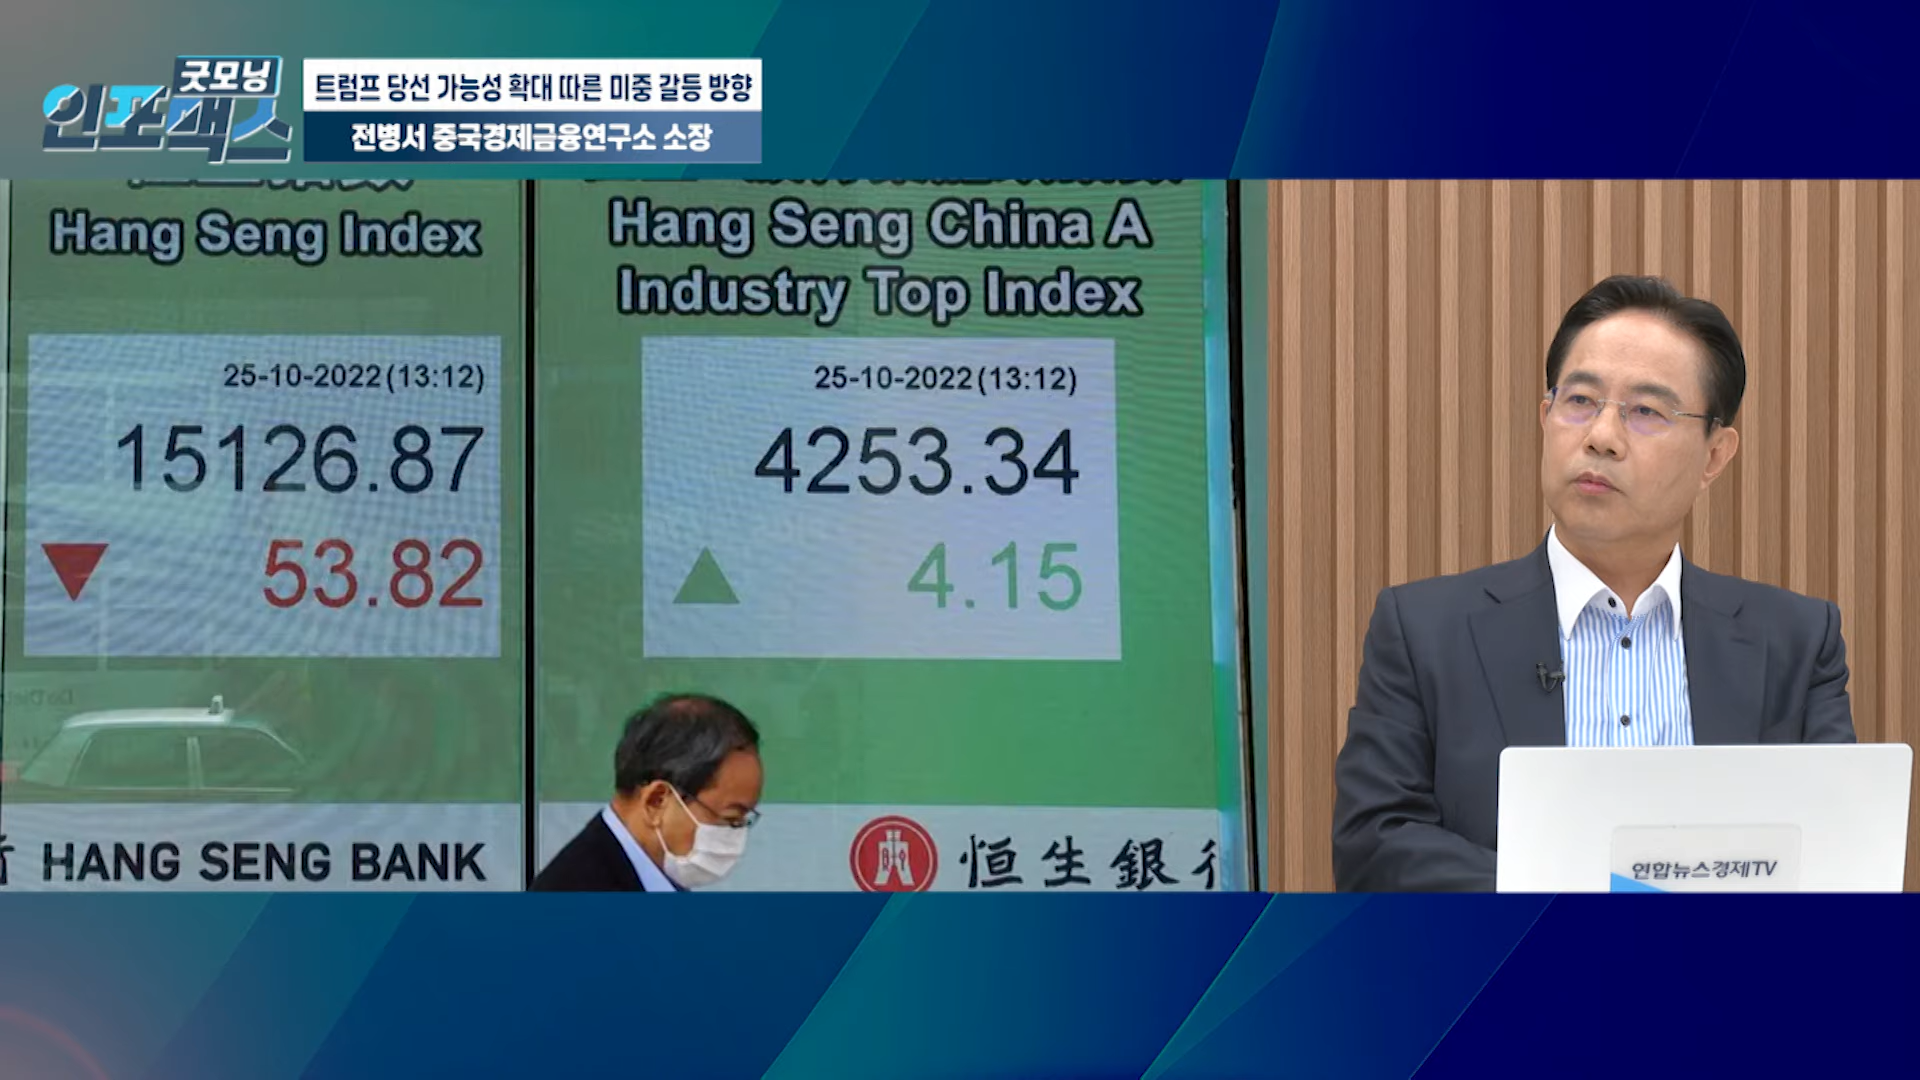 굿모닝
인포맥스
트럼프 당선 가능성 확대 따른 미중 갈등 방향
전병서 중국경제금융연구소 소장
Hang Seng Index
25-10-2022(13:12)
15126.87
▼ 53.82
HANG SENG BANK
Hang Seng China A
Industry Top Index
25-10-2022(13:12)
4253.34
▲ 4.15
恒生銀行
연합뉴스경제TV